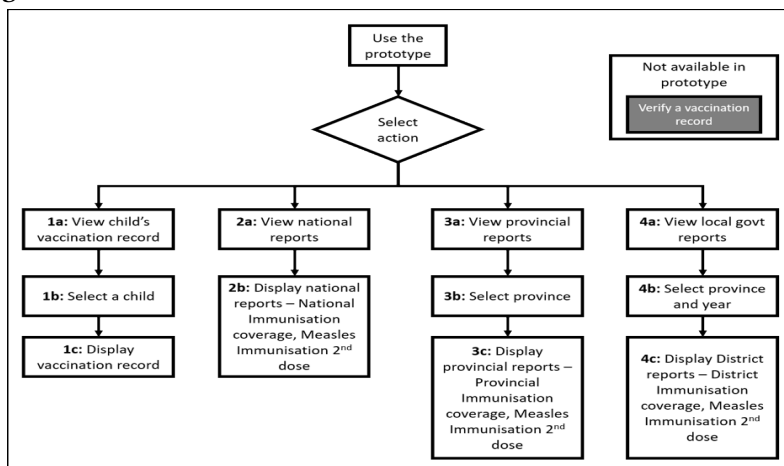 Use the
prototype
Not available in
prototype
Verify a vaccination
record
Select
action
1a: View child's
vaccination record
2a: View national
reports
3a: View provincial
reports
4a: View local govt
reports
1b: Select a child
2b: Display national
reports – National
Immunisation
coverage, Measles
Immunisation 2nd
dose
3b: Select province
4b: Select province
and year
1c: Display
vaccination record
3c: Display
provincial reports –
Provincial
Immunisation
coverage, Measles
Immunisation 2nd
dose
4c: Display District
reports – District
Immunisation
coverage, Measles
Immunisation 2nd
dose